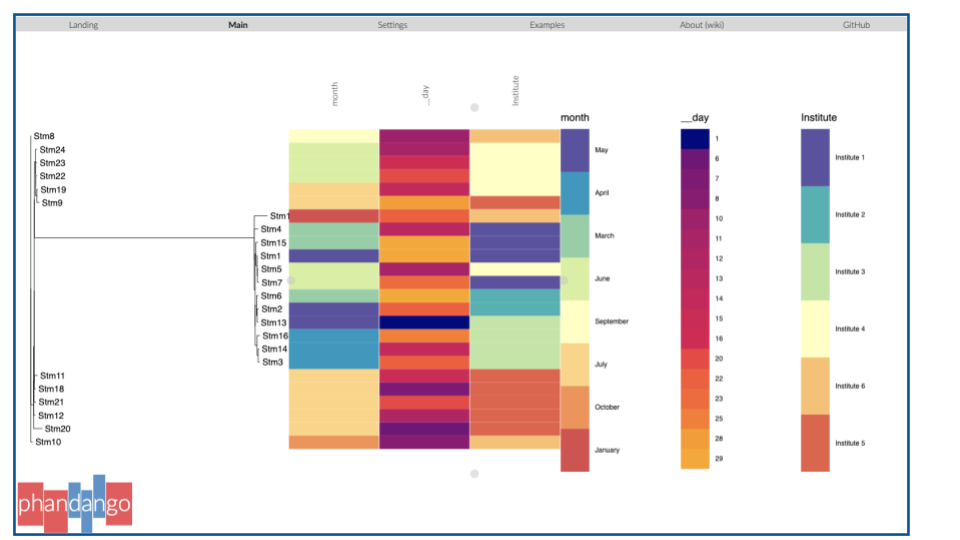 Landing Main Settings Examples About (wiki) GitHub
month __day Institute
month
May
April
March
June
September
July
October
January
__day
1
6
7
8
10
11
12
13
14
15
16
20
22
23
25
28
29
Institute
Institute 1
Institute 2
Institute 3
Institute 4
Institute 6
Institute 5
Stm8
Stm24
Stm23
Stm22
Stm19
Stm9
Stm1
Stm4
Stm15
Stm1
Stm5
Stm7
Stm6
Stm2
Stm13
Stm16
Stm14
Stm3
Stm11
Stm18
Stm21
Stm12
Stm20
Stm10
phandango